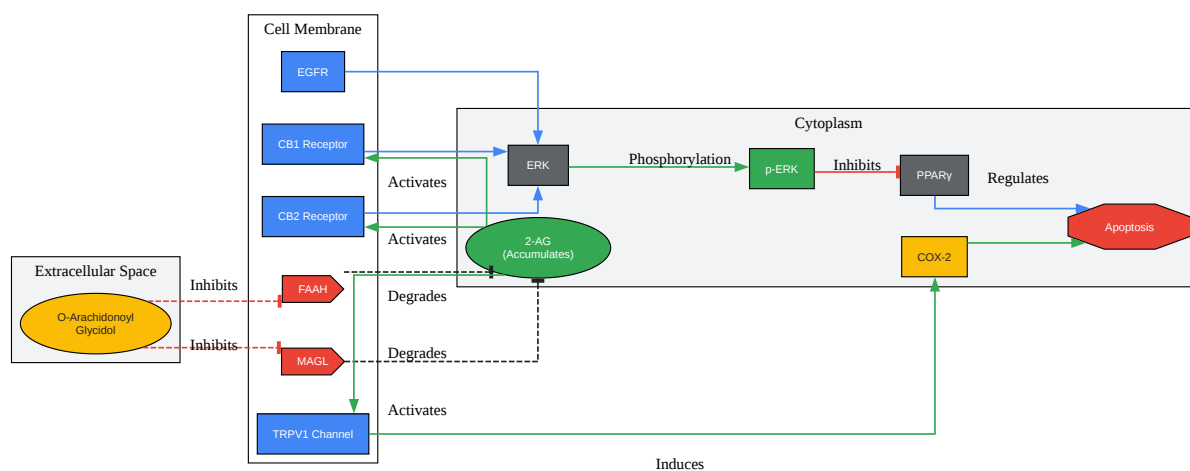 Cell Membrane
EGFR
Cytoplasm
CB1 Receptor
ERK
Phosphorylation
p-ERK
Inhibits
PPARγ
Regulates
Activates
CB2 Receptor
Activates
2-AG
(Accumulates)
Apoptosis
COX-2
Extracellular Space
Inhibits
FAAH
Degrades
O-Arachidonoyl
Glycidol
Inhibits
MAGL
Degrades
Activates
TRPV1 Channel
Induces